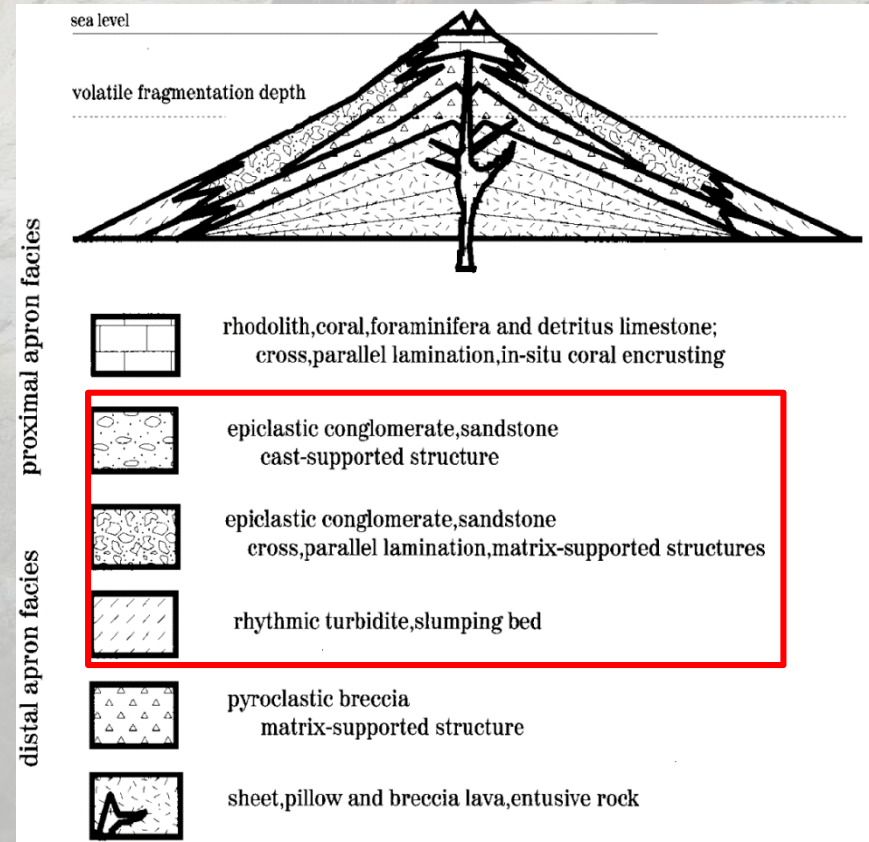 sea level
volatile fragmentation depth
proximal apron facies
distal apron facies
rhodolith,coral,foraminifera and detritus limestone;
cross,parallel lamination,in-situ coral encrusting
epiclastic conglomerate,sandstone
cast-supported structure
epiclastic conglomerate,sandstone
cross,parallel lamination,matrix-supported structures
rhythmic turbidite,slumping bed
pyroclastic breccia
matrix-supported structure
sheet,pillow and breccia lava,entusive rock